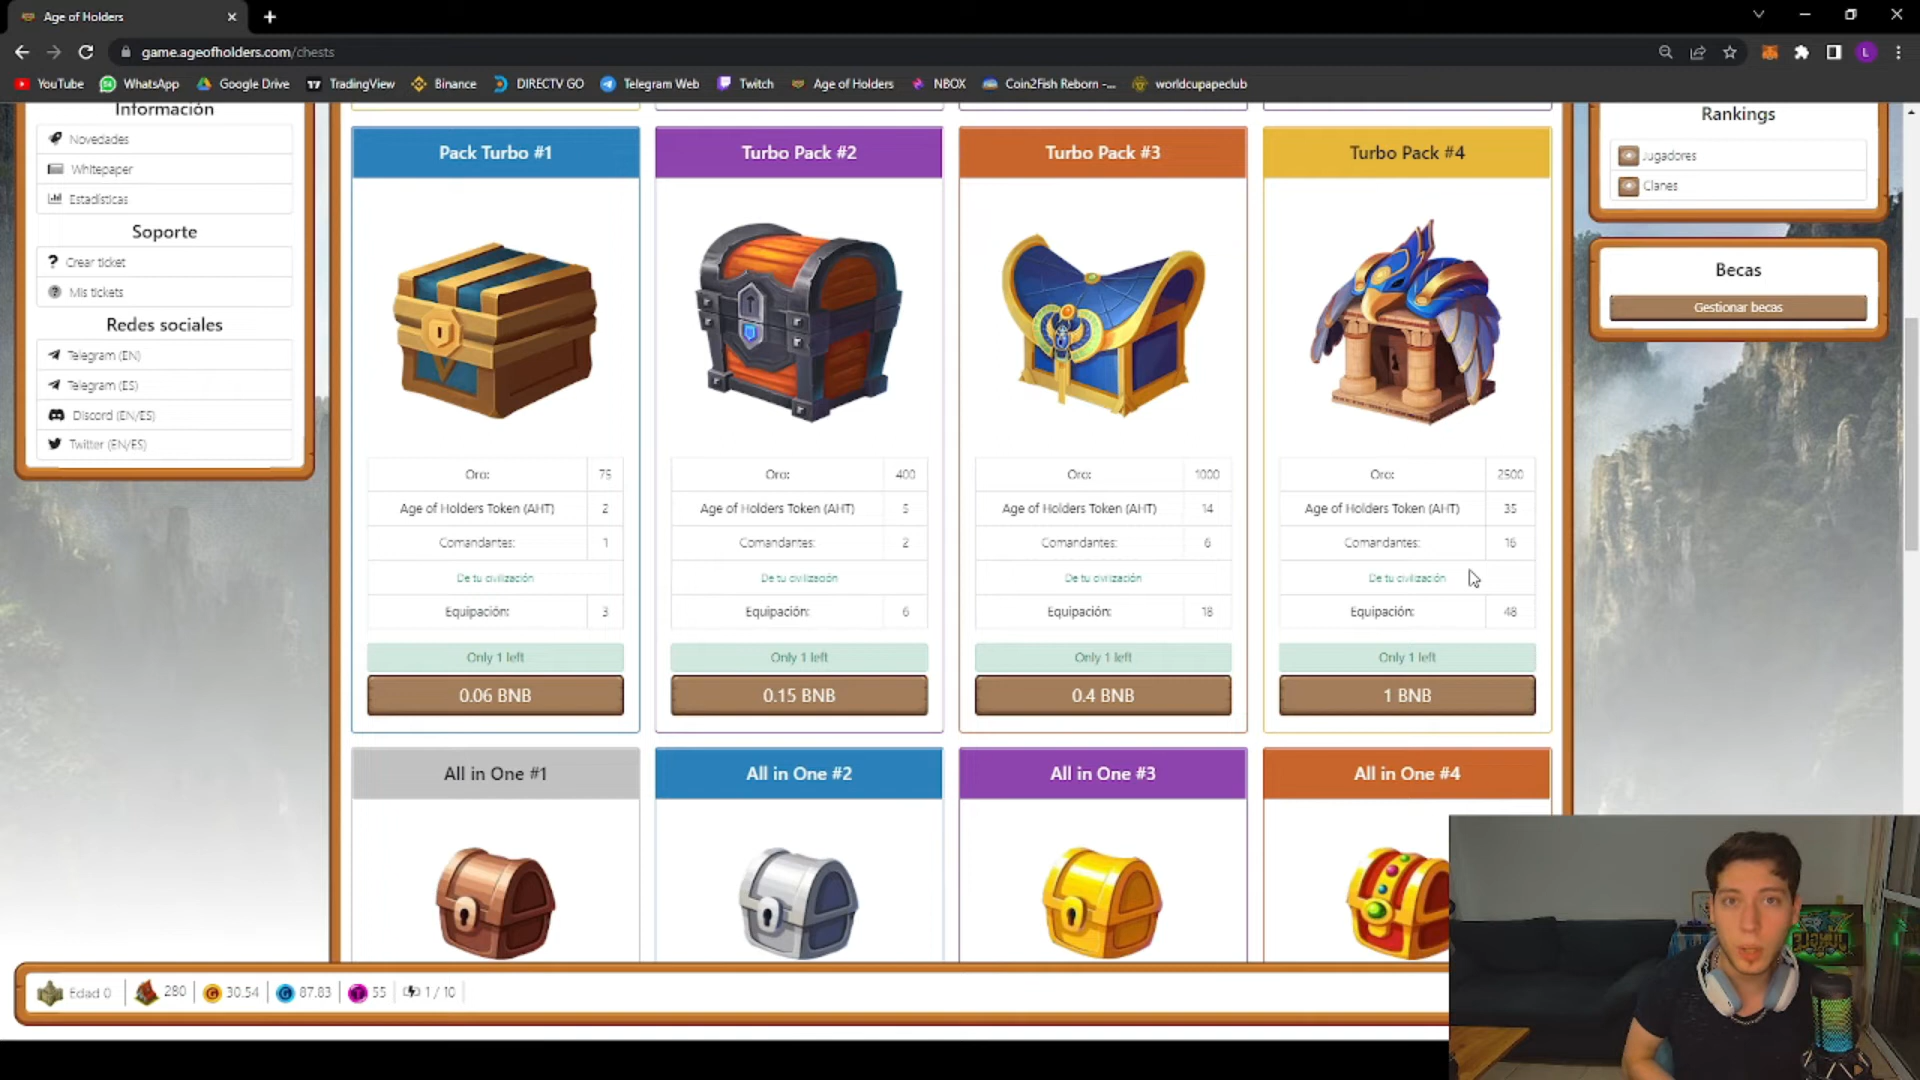 Age of Holders
game.ageofholders.com/chests
YouTube WhatsApp Google Drive TradingView Binance DIRECTV GO Telegram Web Twitch Age of Holders NBOX Coin2Fish Reborn -... worldcupapeclub
Información
Novedades
Whitepaper
Estadísticas
Soporte
Crear ticket
Mis tickets
Redes sociales
Telegram (EN)
Telegram (ES)
Discord (EN/ES)
Twitter (EN/ES)
Pack Turbo #1
Oro: 75
Age of Holders Token (AHT) 2
Comandantes: 1
De tu civilización
Equipación: 3
Only 1 left
0.06 BNB
Turbo Pack #2
Oro: 400
Age of Holders Token (AHT) 5
Comandantes: 2
De tu civilización
Equipación: 6
Only 1 left
0.15 BNB
Turbo Pack #3
Oro: 1000
Age of Holders Token (AHT) 14
Comandantes: 6
De tu civilización
Equipación: 18
Only 1 left
0.4 BNB
Turbo Pack #4
Oro: 2500
Age of Holders Token (AHT) 35
Comandantes: 16
De tu civilización
Equipación: 48
Only 1 left
1 BNB
All in One #1
All in One #2
All in One #3
All in One #4
Rankings
Jugadores
Clanes
Becas
Gestionar becas
Edad 0 280 30.54 87.83 55 1 / 10
JUNGLE